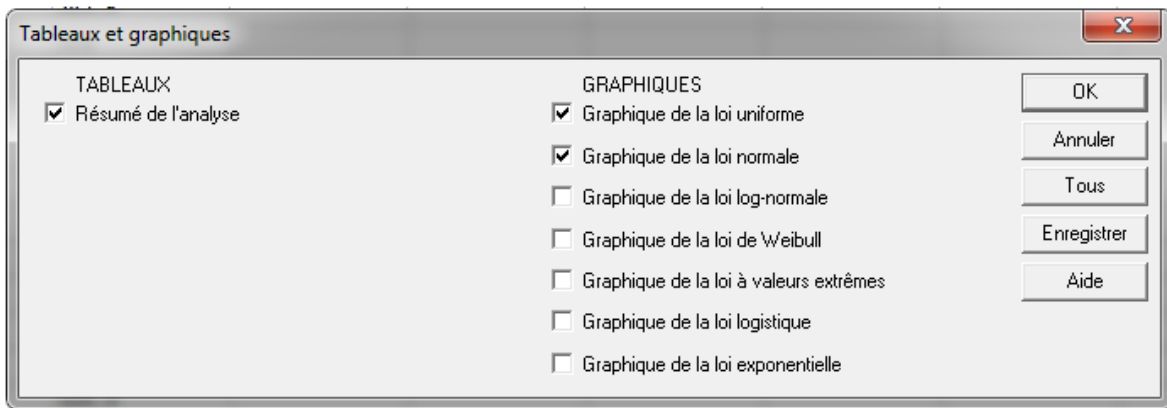 Tableaux et graphiques
TABLEAUX
Résumé de l'analyse
GRAPHIQUES
Graphique de la loi uniforme
Graphique de la loi normale
Graphique de la loi log-normale
Graphique de la loi de Weibull
Graphique de la loi à valeurs extrêmes
Graphique de la loi logistique
Graphique de la loi exponentielle
OK
Annuler
Tous
Enregistrer
Aide